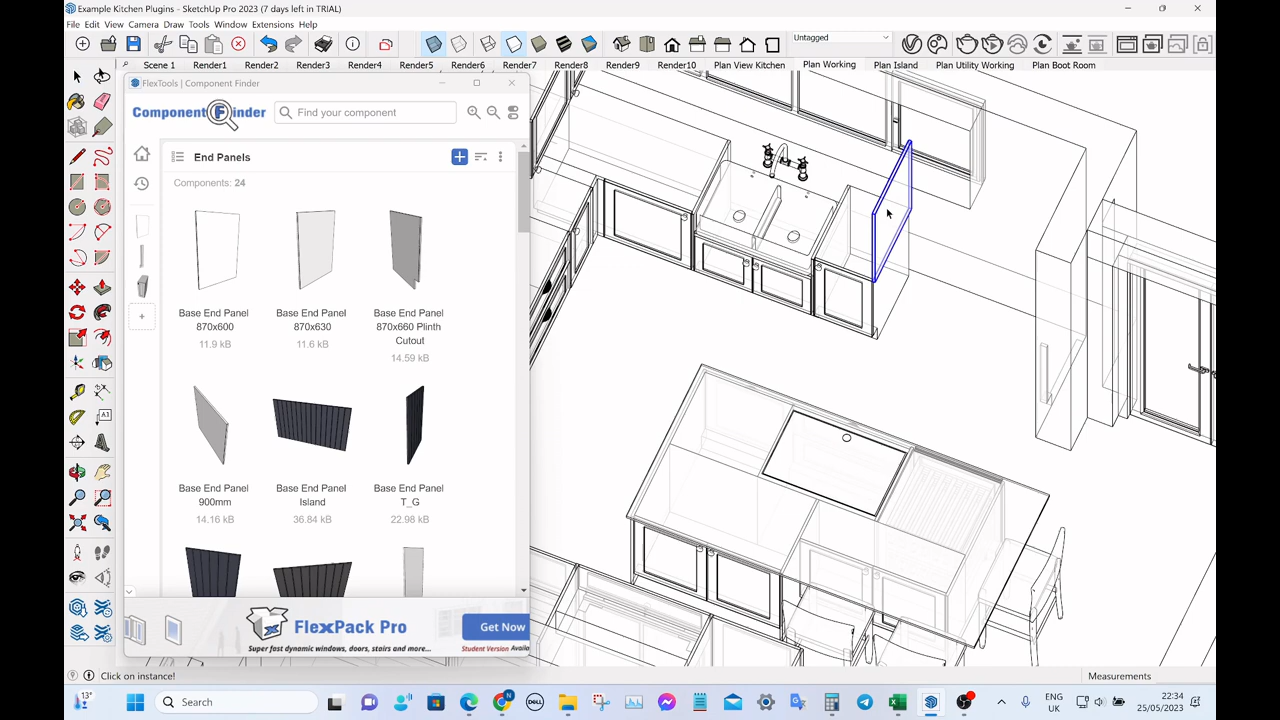 Example Kitchen Plugins - SketchUp Pro 2023 (7 days left in TRIAL)
File Edit View Camera Draw Tools Window Extensions Help
Untagged
Scene 1 Render1 Render2 Render3 Render4 Render5 Render6 Render7 Render8 Render9 Render10 Plan View Kitchen Plan Working Plan Island Plan Utility Working Plan Boot Room
FlexTools | Component Finder
Component Finder
Find your component
End Panels
Components: 24
Base End Panel
870x600
11.9 kB
Base End Panel
870x630
11.6 kB
Base End Panel
870x660 Plinth
Cutout
14.59 kB
Base End Panel
900mm
14.16 kB
Base End Panel
Island
36.84 kB
Base End Panel
T_G
22.98 kB
FlexPack Pro
Super fast dynamic windows, doors, stairs and more...
Get Now
Student Version Availa
Click on instance!
Measurements
13°
Search
ENG
UK
22:34
25/05/2023